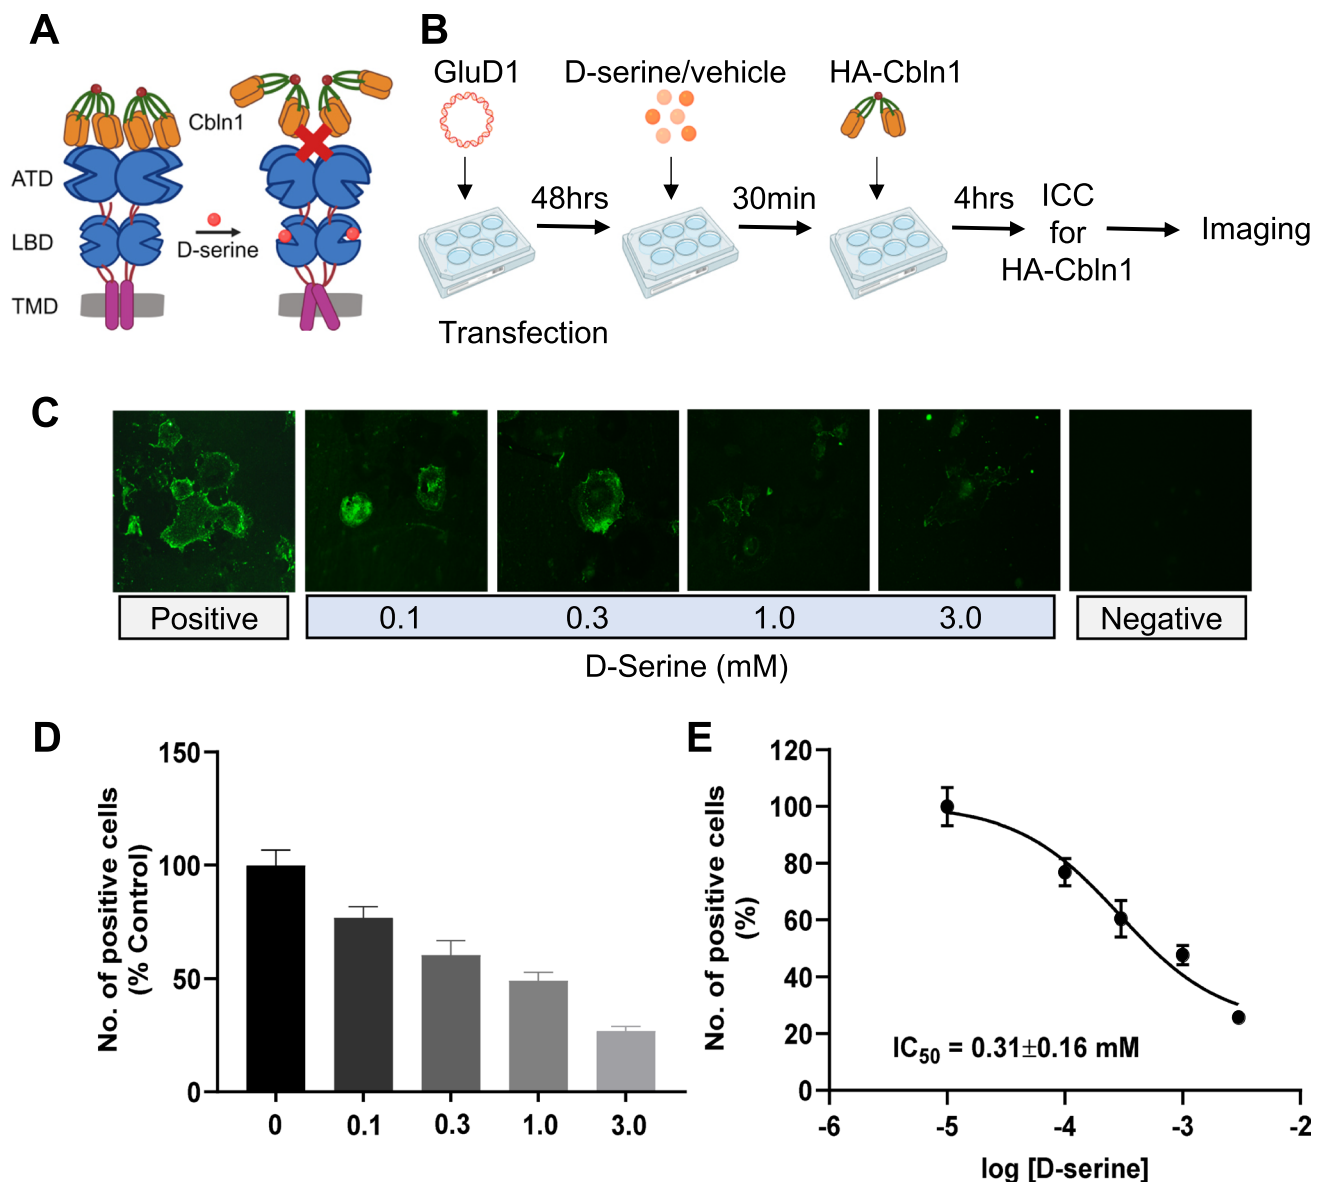 A
Cbln1
ATD
LBD
D-serine
TMD
B
GluD1
D-serine/vehicle
HA-Cbln1
48hrs
30min
4hrs
ICC
for
HA-Cbln1
Imaging
Transfection
C
Positive
0.1
0.3
1.0
3.0
Negative
D-Serine (mM)
D
No. of positive cells
(% Control)
150
100
50
0
0
0.1
0.3
1.0
3.0
E
No. of positive cells
(%)
120
100
80
60
40
20
0
IC50 = 0.31±0.16 mM
-6
-5
-4
-3
-2
log [D-serine]